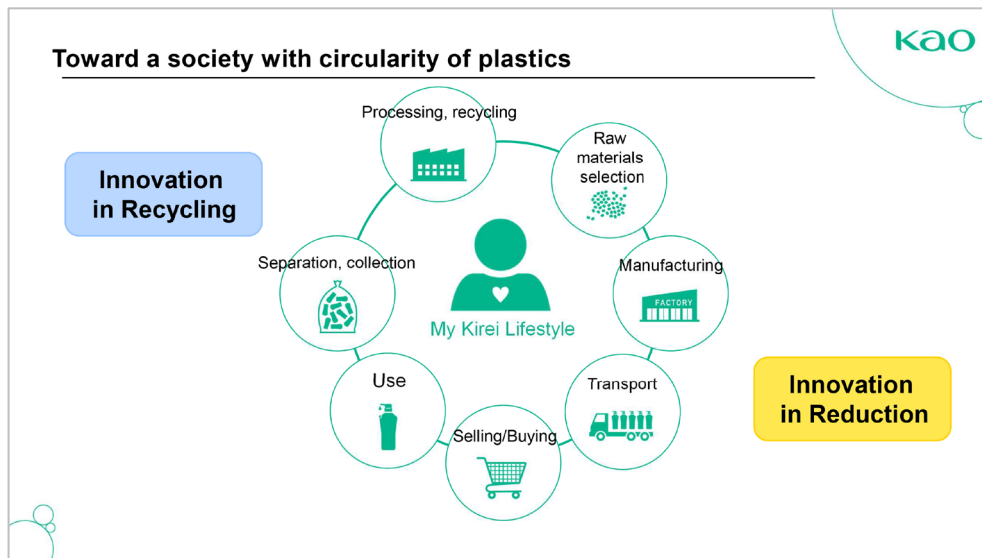 Toward a society with circularity of plastics
Kao
Processing, recycling
Raw
materials
selection
Innovation
in Recycling
Separation, collection
Manufacturing
FACTORY
My Kirei Lifestyle
Use
Transport
Innovation
in Reduction
Selling/Buying